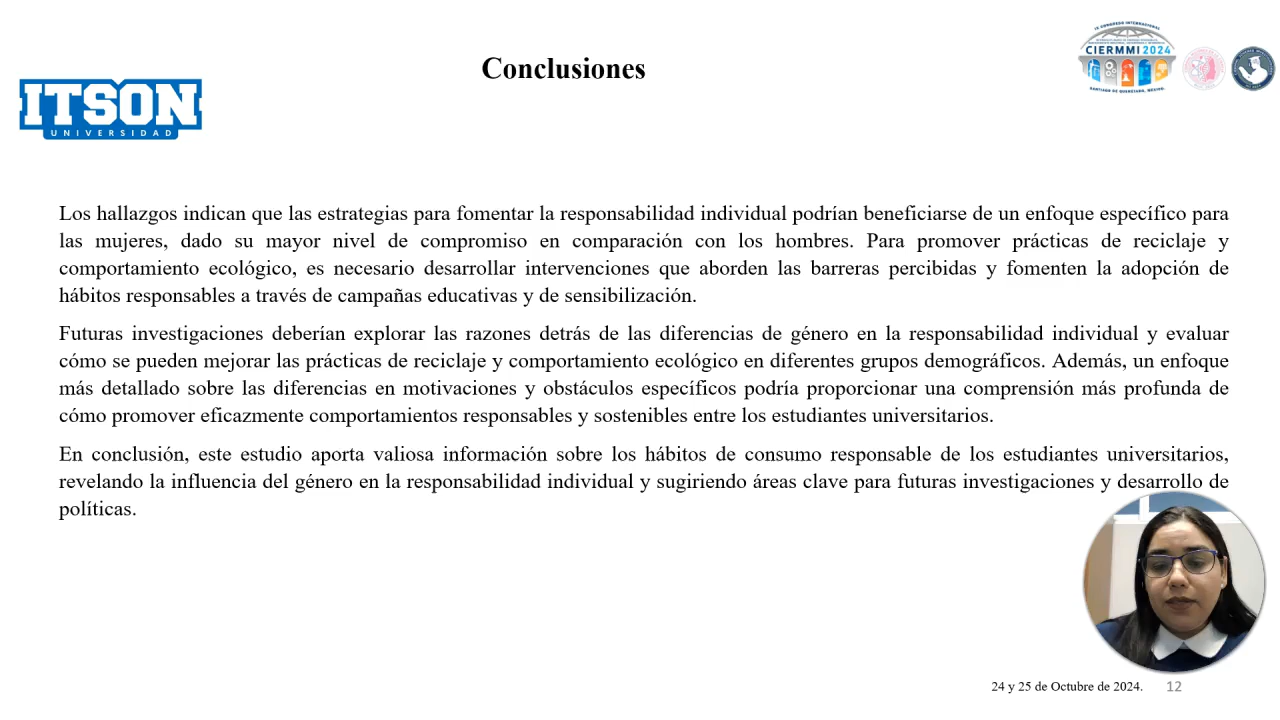 Conclusiones
CIERMMI 2024
ITSON
UNIVERSIDAD
Los hallazgos indican que las estrategias para fomentar la responsabilidad individual podrían beneficiarse de un enfoque específico para
las mujeres, dado su mayor nivel de compromiso en comparación con los hombres. Para promover prácticas de reciclaje y
comportamiento ecológico, es necesario desarrollar intervenciones que aborden las barreras percibidas y fomenten la adopción de
hábitos responsables a través de campañas educativas y de sensibilización.
Futuras investigaciones deberían explorar las razones detrás de las diferencias de género en la responsabilidad individual y evaluar
cómo se pueden mejorar las prácticas de reciclaje y comportamiento ecológico en diferentes grupos demográficos. Además, un enfoque
más detallado sobre las diferencias en motivaciones y obstáculos específicos podría proporcionar una comprensión más profunda de
cómo promover eficazmente comportamientos responsables y sostenibles entre los estudiantes universitarios.
En conclusión, este estudio aporta valiosa información sobre los hábitos de consumo responsable de los estudiantes universitarios,
revelando la influencia del género en la responsabilidad individual y sugiriendo áreas clave para futuras investigaciones y desarrollo de
políticas.
24 y 25 de Octubre de 2024.
12